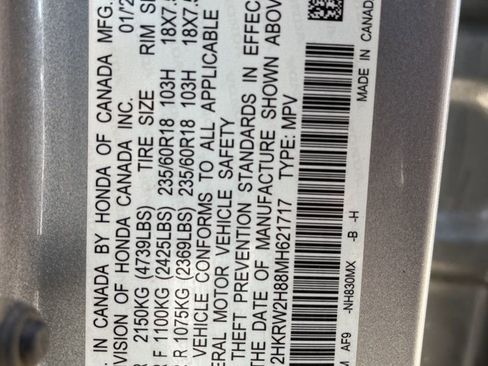 . IN CANADA BY HONDA OF CANADA MFG.
VISION OF HONDA CANADA INC. 01/2
R 2150KG (4739LBS) TIRE SIZE RIM SI
F 1100KG (2425LBS) 235/60R18 103H 18X7.5
R 1075KG (2369LBS) 235/60R18 103H 18X7.5
VEHICLE CONFORMS TO ALL APPLICABLE
ERAL MOTOR VEHICLE SAFETY
THEFT PREVENTION STANDARDS IN EFFEC
DATE OF MANUFACTURE SHOWN ABOVE
2HKRW2H88MH621717 TYPE: MPV
M AF9 -NH830MX -B -H MADE IN CANADA